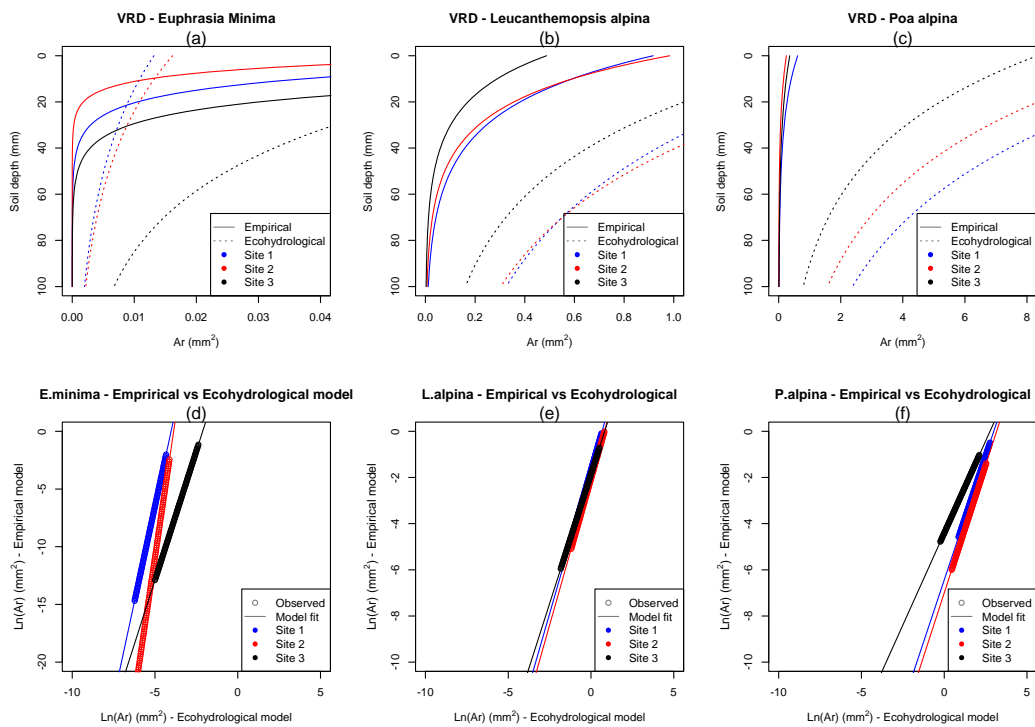 VRD - Euphrasia Minima
(a)
Soil depth (mm)
0
20
40
60
80
100
Empirical
Ecohydrological
Site 1
Site 2
Site 3
0.00
0.01
0.02
0.03
0.04
Ar (mm²)
VRD - Leucanthemopsis alpina
(b)
Soil depth (mm)
0
20
40
60
80
100
Empirical
Ecohydrological
Site 1
Site 2
Site 3
0.0
0.2
0.4
0.6
0.8
1.0
Ar (mm²)
VRD - Poa alpina
(c)
Soil depth (mm)
0
20
40
60
80
100
Empirical
Ecohydrological
Site 1
Site 2
Site 3
0
2
4
6
8
Ar (mm²)
E.minima - Emprirical vs Ecohydrological model
(d)
Ln(Ar) (mm²) - Empirical model
0
-5
-10
-15
-20
Observed
Model fit
Site 1
Site 2
Site 3
-10
-5
0
5
Ln(Ar) (mm²) - Ecohydrological model
L.alpina - Empirical vs Ecohydrological
(e)
Ln(Ar) (mm²) - Empirical model
0
-2
-4
-6
-8
-10
Observed
Model fit
Site 1
Site 2
Site 3
-10
-5
0
5
Ln(Ar) (mm²) - Ecohydrological model
P.alpina - Empirical vs Ecohydrological
(f)
Ln(Ar) (mm²) - Empirical model
0
-2
-4
-6
-8
-10
Observed
Model fit
Site 1
Site 2
Site 3
-10
-5
0
5
Ln(Ar) (mm²) - Ecohydrological model